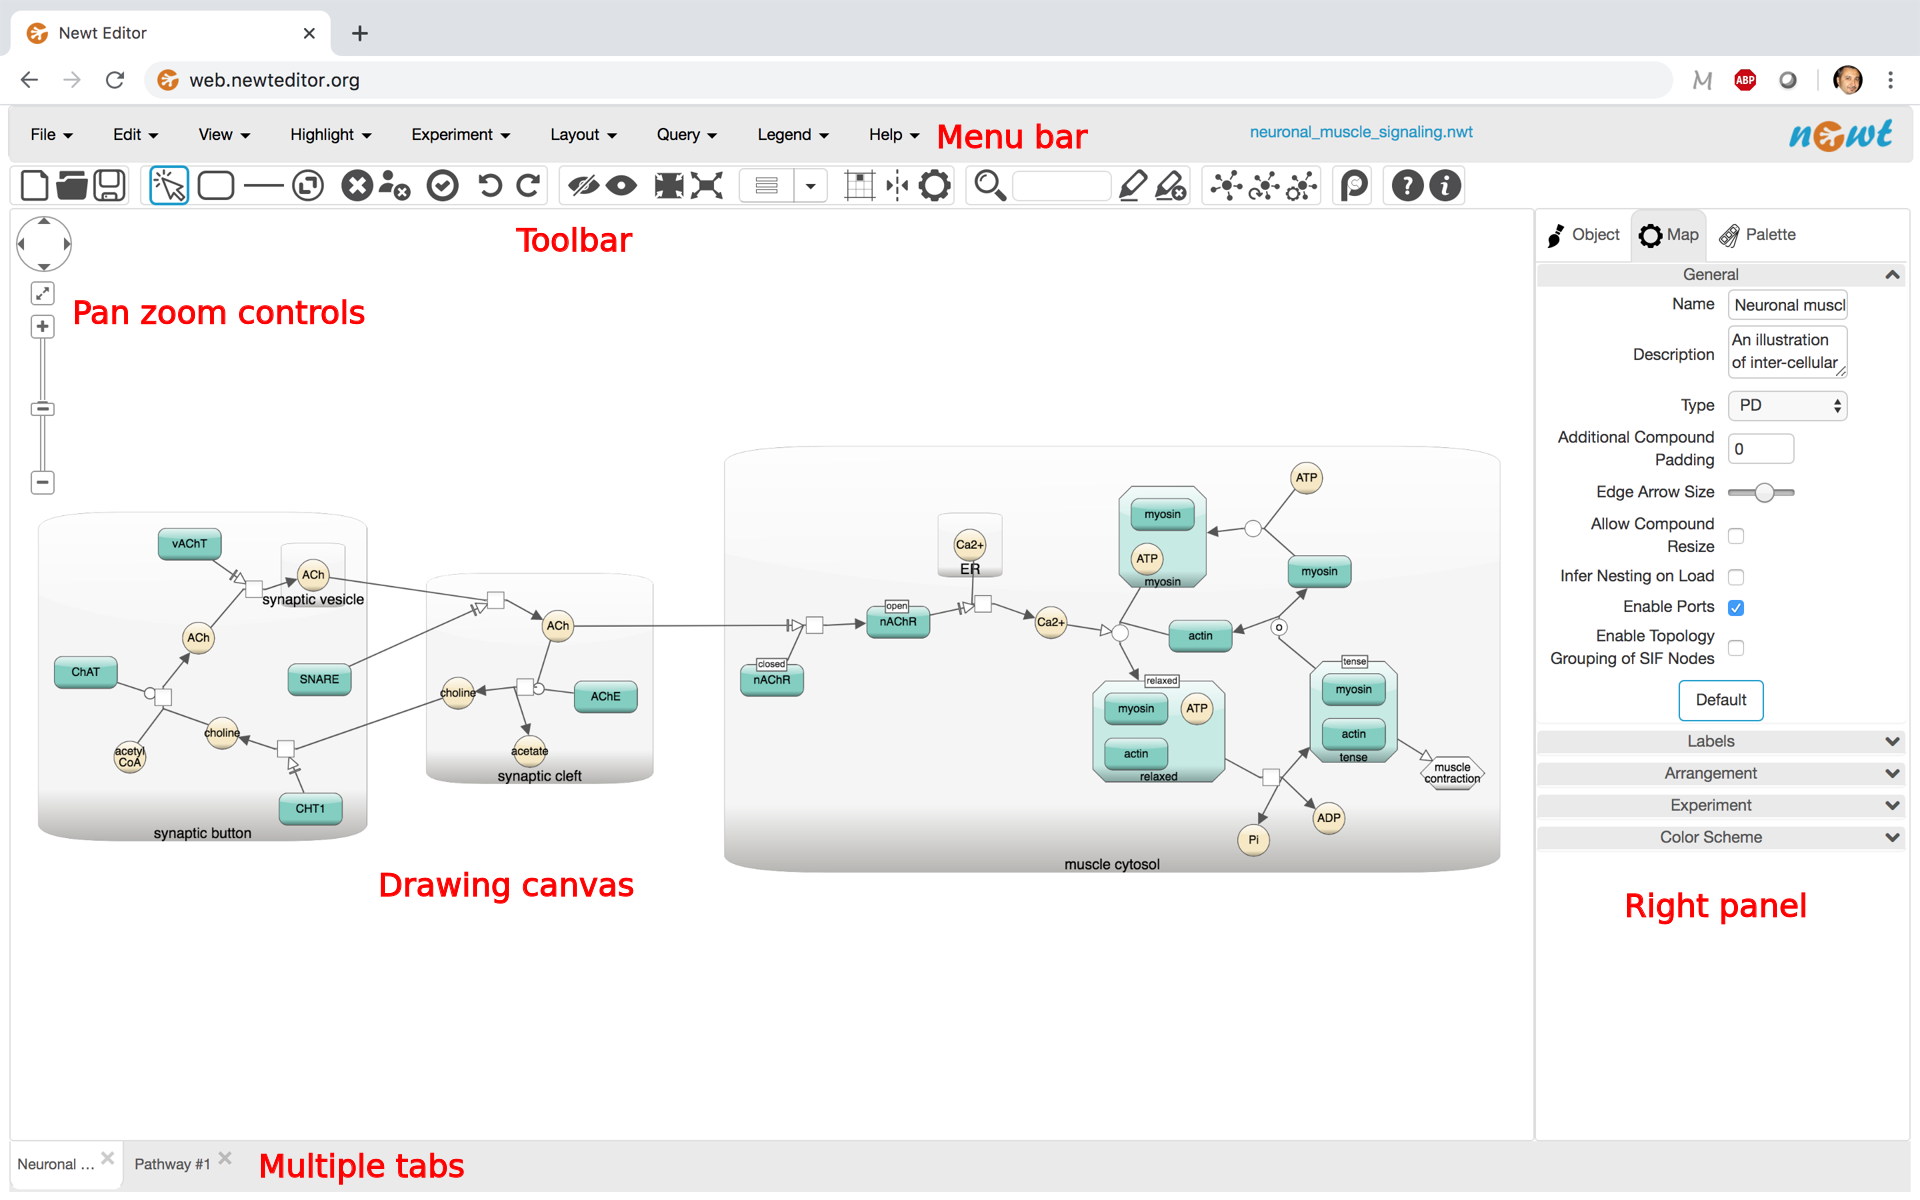 Newt Editor
web.newteditor.org
ABP
File Edit View Highlight Experiment Layout Query Legend Help Menu bar neuronal_muscle_signaling.nwt newt
Toolbar
Pan zoom controls
Object Map Palette
General
Name Neuronal muscl
Description An illustration
of inter-cellular
Type PD
Additional Compound
Padding 0
Edge Arrow Size
Allow Compound
Resize
Infer Nesting on Load
Enable Ports
Enable Topology
Grouping of SIF Nodes
Default
Labels
Arrangement
Experiment
Color Scheme
Right panel
vAChT
ACh
synaptic vesicle
ACh
ChAT
SNARE
choline
acetyl
CoA
CHT1
synaptic button
ACh
choline
AChE
acetate
synaptic cleft
Ca2+
ER
open
nAChR
closed
nAChR
Ca2+
myosin
ATP
myosin
ATP
myosin
actin
o
relaxed
myosin
ATP
actin
relaxed
tense
myosin
actin
tense
muscle
contraction
ADP
Pi
muscle cytosol
Drawing canvas
Neuronal ... Pathway #1 Multiple tabs